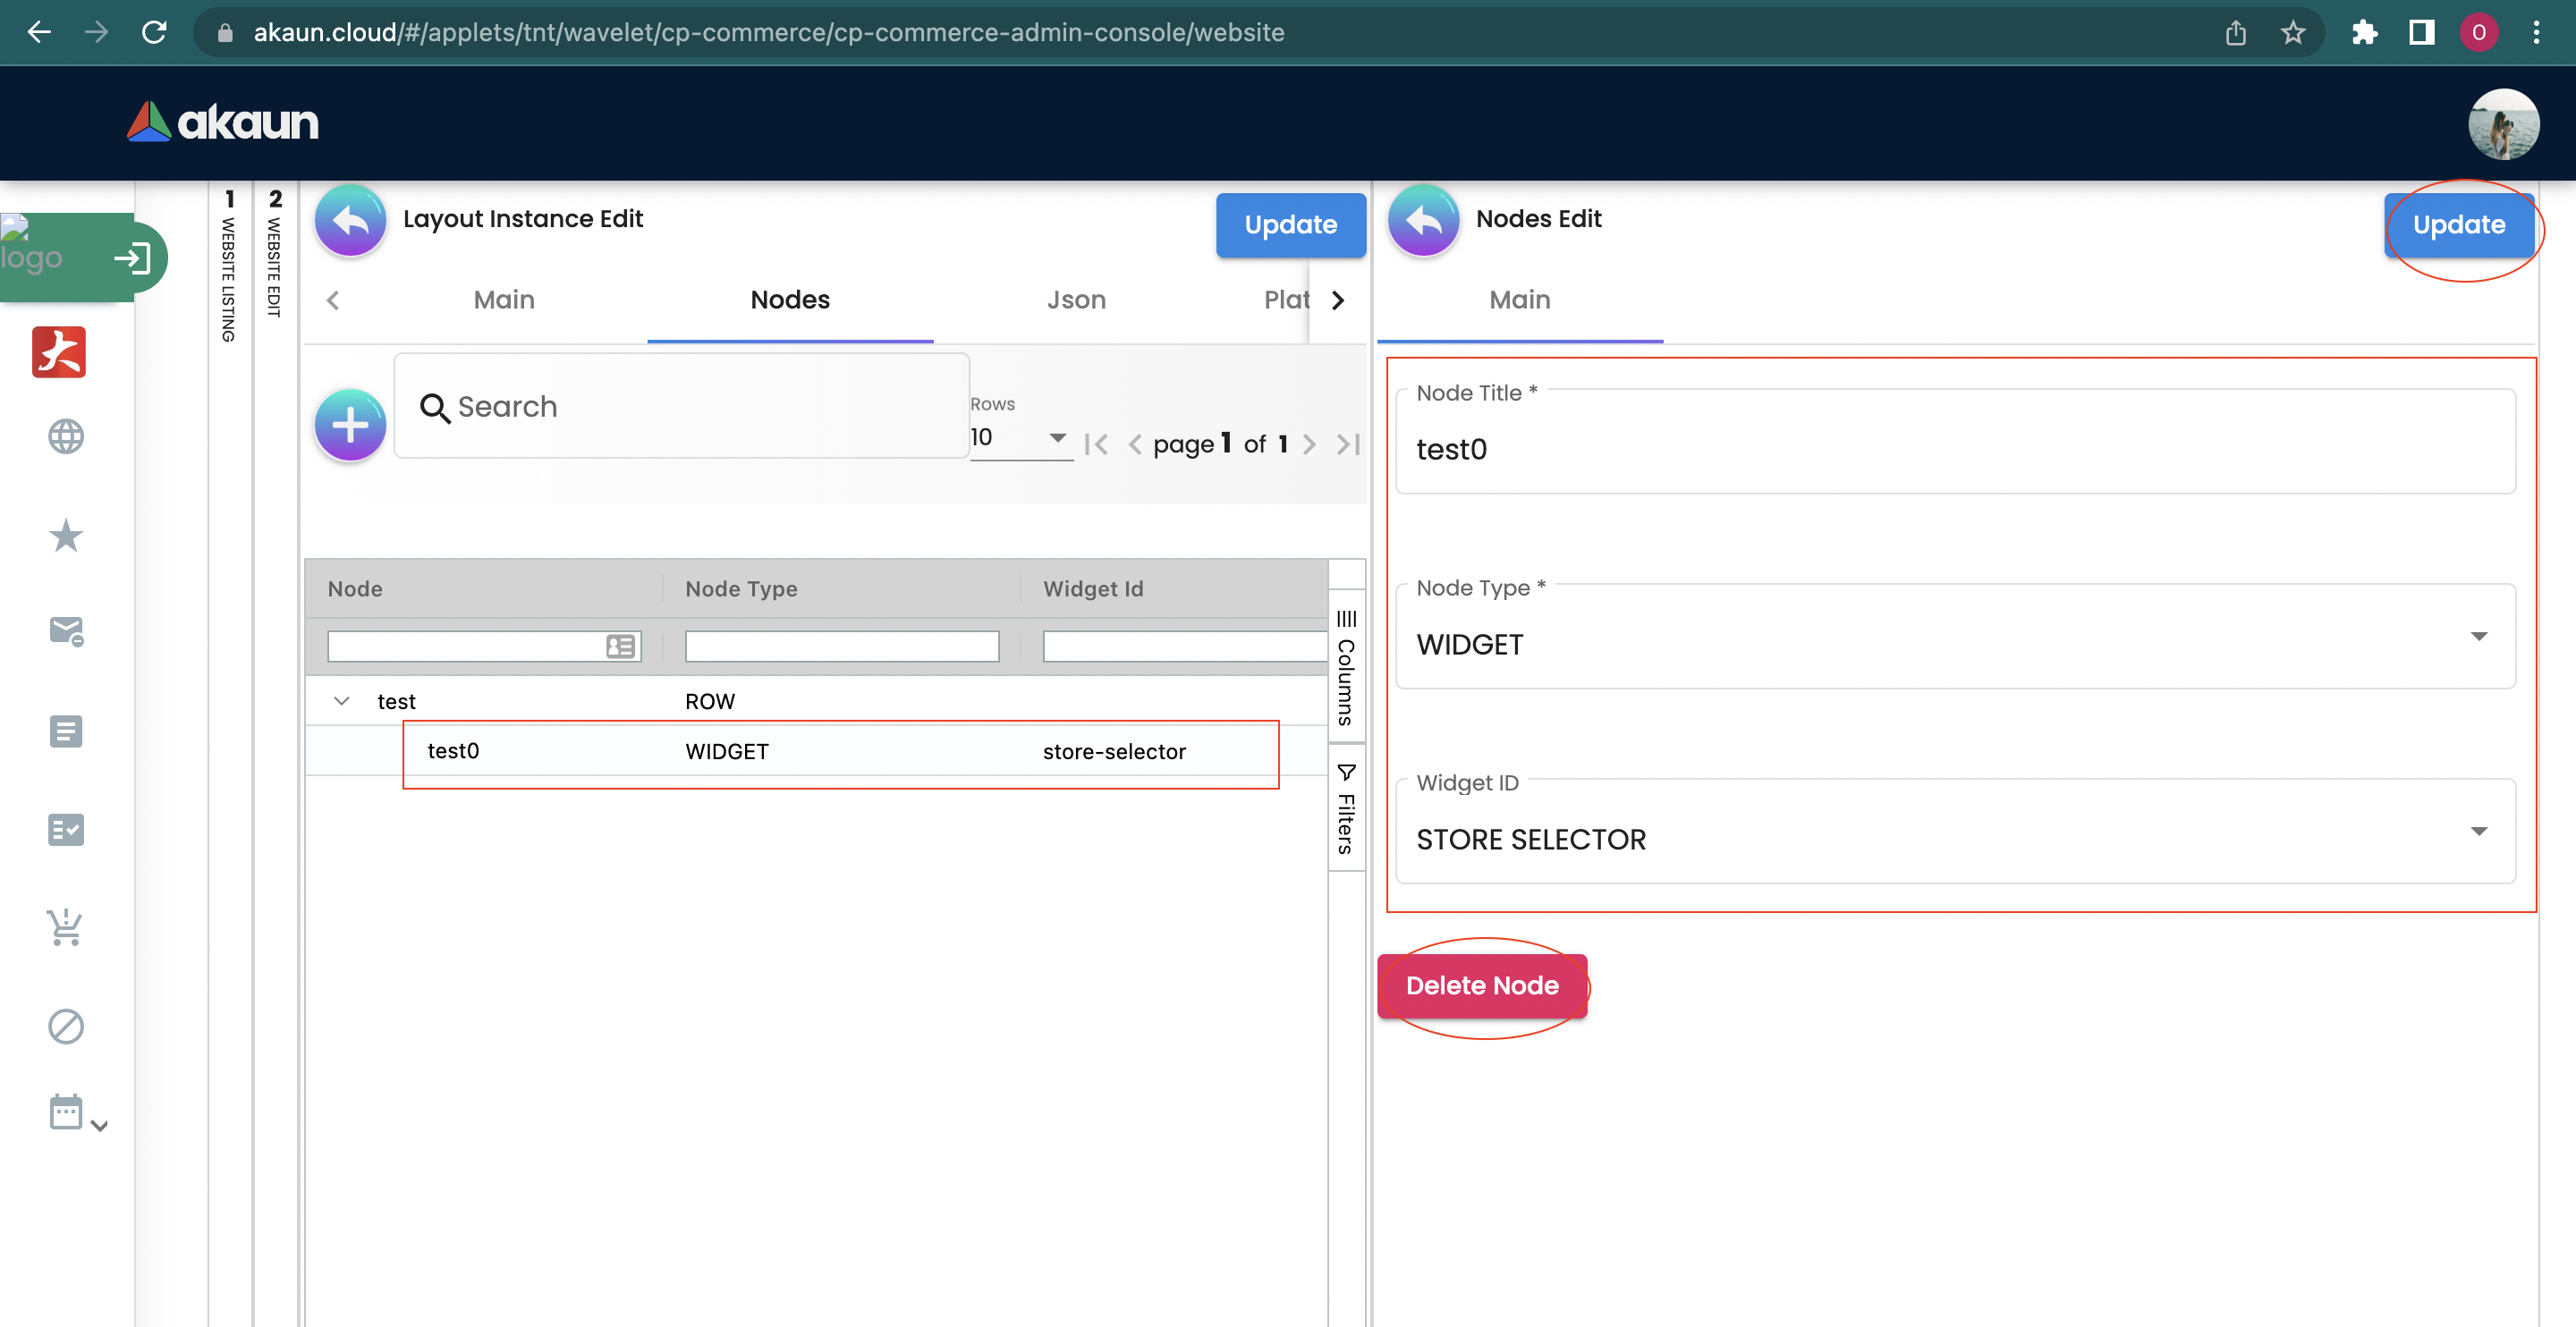 akaun.cloud/#/applets/tnt/wavelet/cp-commerce/cp-commerce-admin-console/website
O
akaun
logo
1
WEBSITE LISTING
2
WEBSITE EDIT
Layout Instance Edit
Update
Main
Nodes
Json
Plat
Search
Rows
10
page 1 of 1
Node
Node Type
Widget Id
test
ROW
test0
WIDGET
store-selector
Columns
Filters
Nodes Edit
Update
Main
Node Title *
test0
Node Type *
WIDGET
Widget ID
STORE SELECTOR
Delete Node